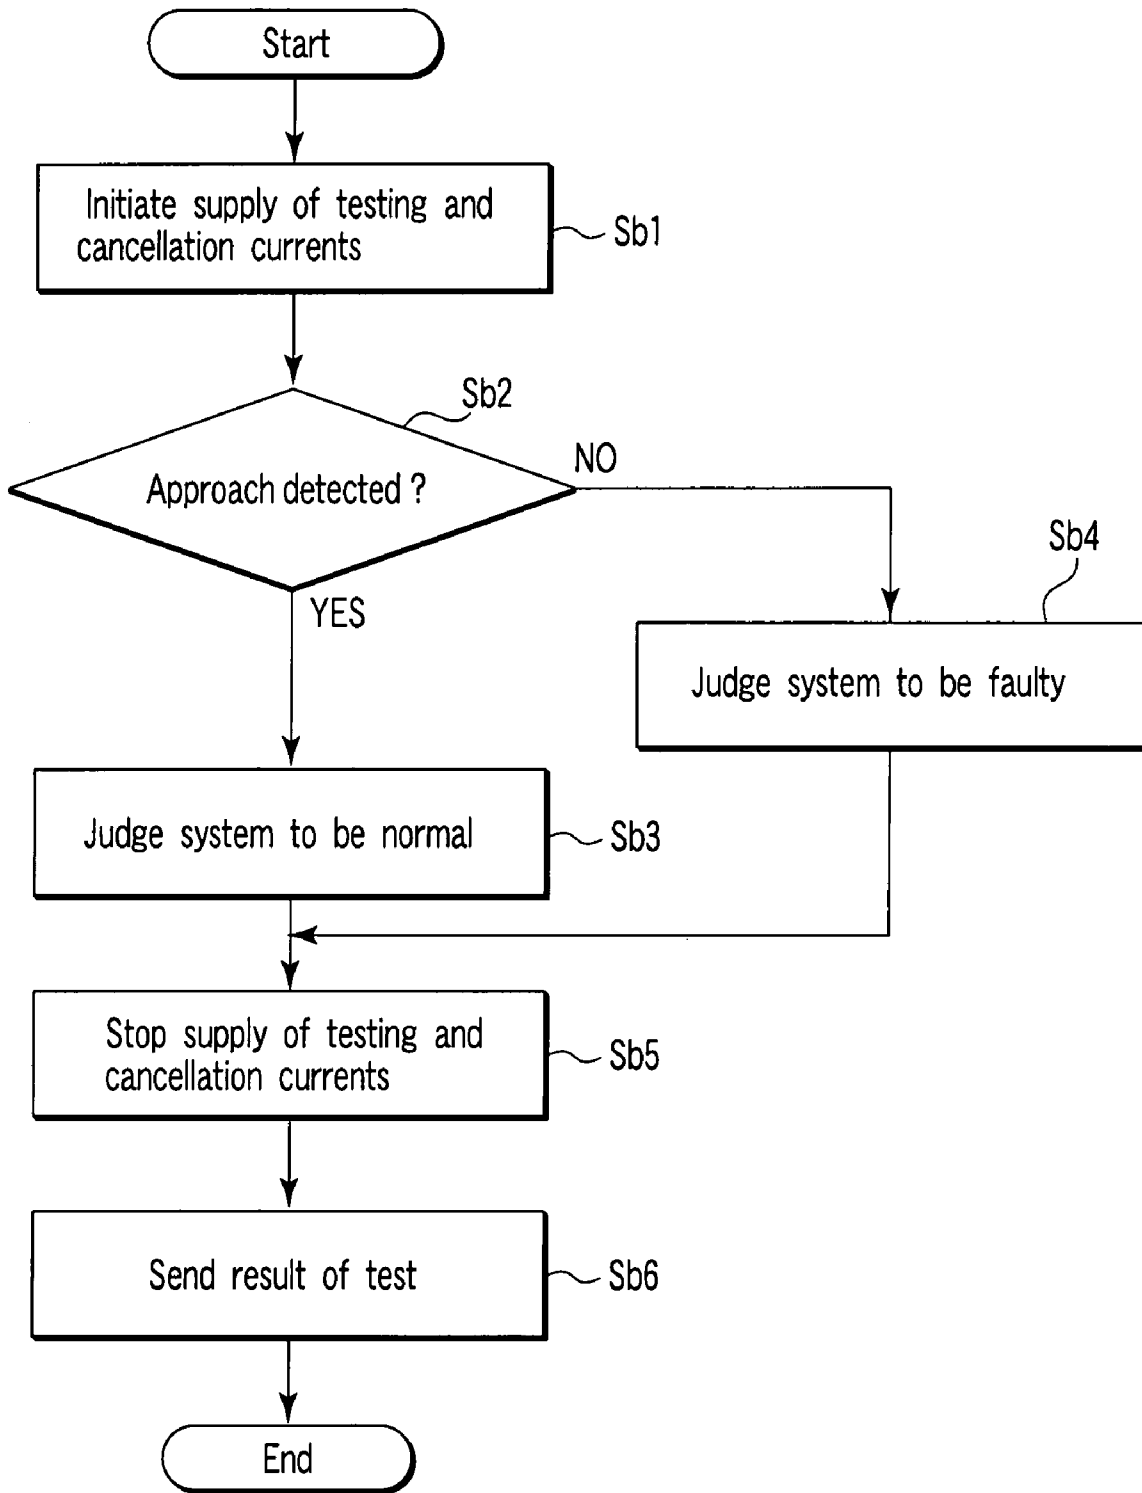 Start
Initiate supply of testing and
cancellation currents
Sb1
Sb2
Approach detected ?
NO
YES
Sb4
Judge system to be faulty
Judge system to be normal
Sb3
Stop supply of testing and
cancellation currents
Sb5
Send result of test
Sb6
End